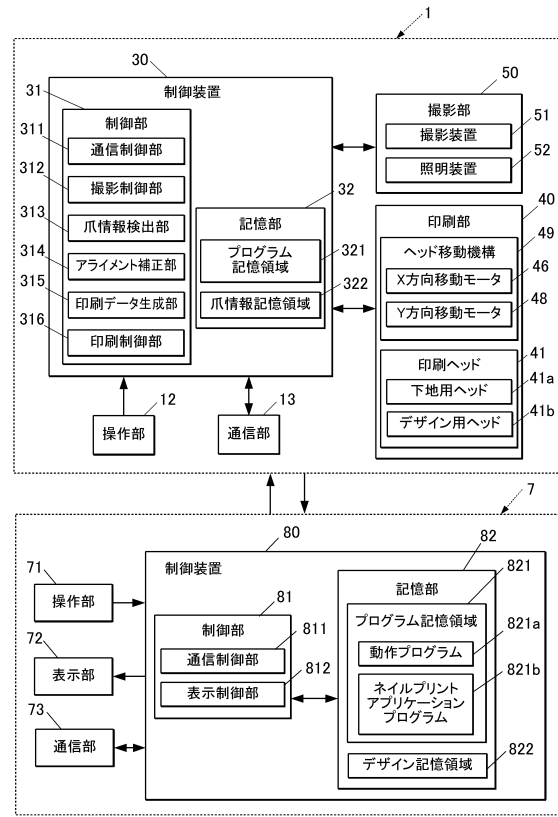 1
30
制御装置
31
制御部
311
通信制御部
312
撮影制御部
313
爪情報検出部
314
アライメント補正部
315
印刷データ生成部
316
印刷制御部
32
記憶部
プログラム
記憶領域
321
爪情報記憶領域
322
50
撮影部
51
撮影装置
52
照明装置
40
印刷部
49
ヘッド移動機構
46
X方向移動モータ
48
Y方向移動モータ
41
印刷ヘッド
41a
下地用ヘッド
41b
デザイン用ヘッド
12
操作部
13
通信部
7
80
制御装置
71
操作部
72
表示部
73
通信部
81
制御部
811
通信制御部
812
表示制御部
82
記憶部
821
プログラム記憶領域
821a
動作プログラム
821b
ネイルプリント
アプリケーション
プログラム
822
デザイン記憶領域